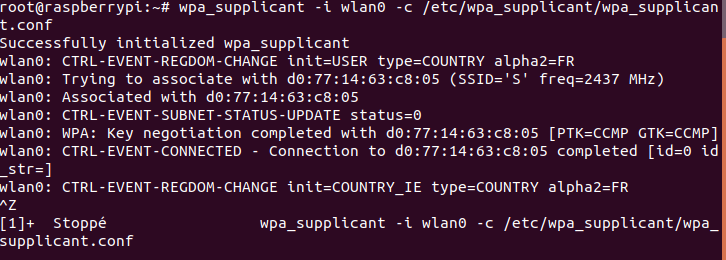 root@raspberrypi:~# wpa_supplicant -i wlan0 -c /etc/wpa_supplicant/wpa_supplican
t.conf
Successfully initialized wpa_supplicant
wlan0: CTRL-EVENT-REGDOM-CHANGE init=USER type=COUNTRY alpha2=FR
wlan0: Trying to associate with d0:77:14:63:c8:05 (SSID='S' freq=2437 MHz)
wlan0: Associated with d0:77:14:63:c8:05
wlan0: CTRL-EVENT-SUBNET-STATUS-UPDATE status=0
wlan0: WPA: Key negotiation completed with d0:77:14:63:c8:05 [PTK=CCMP GTK=CCMP]
wlan0: CTRL-EVENT-CONNECTED - Connection to d0:77:14:63:c8:05 completed [id=0 id
_str=]
wlan0: CTRL-EVENT-REGDOM-CHANGE init=COUNTRY_IE type=COUNTRY alpha2=FR
^Z
[1]+  Stoppé                 wpa_supplicant -i wlan0 -c /etc/wpa_supplicant/wpa_
supplicant.conf